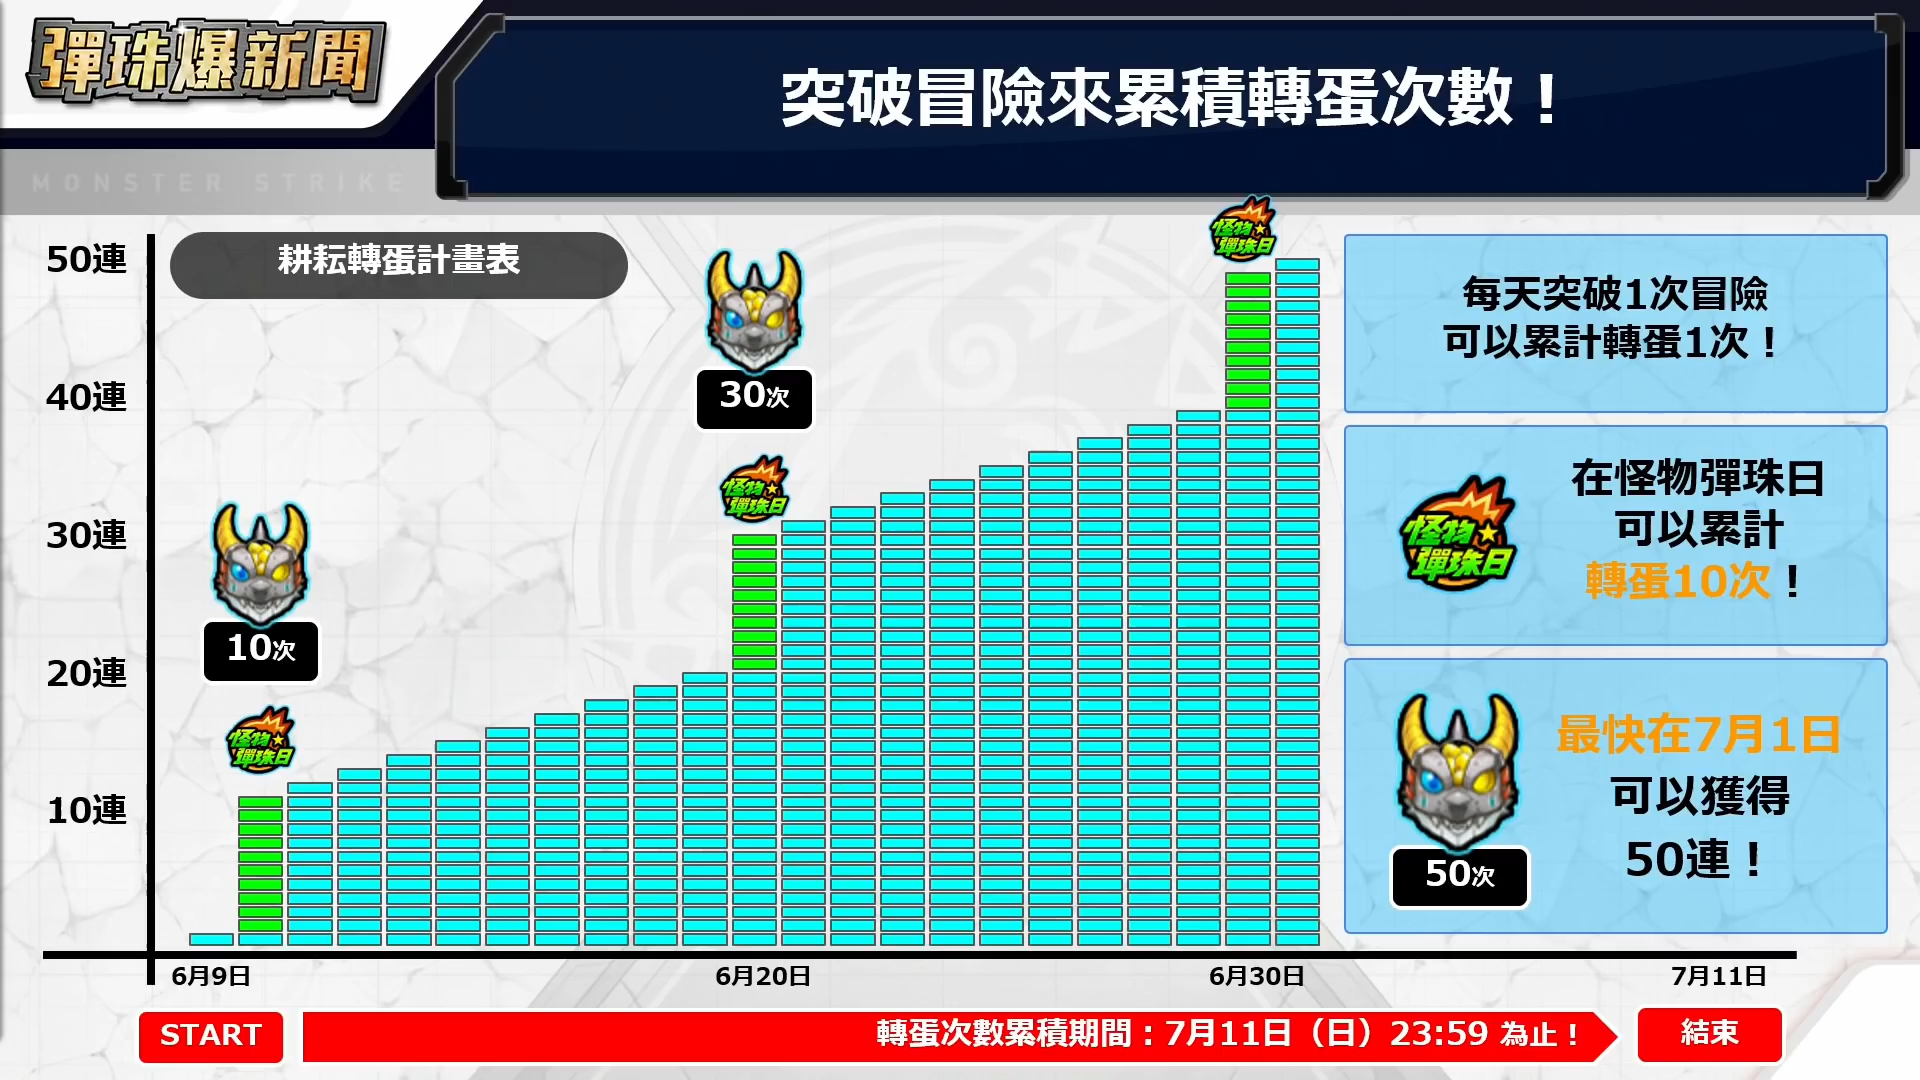 彈珠爆新聞
突破冒險來累積轉蛋次數！
MONSTER STRIKE
耕耘轉蛋計畫表
50連
40連
30連
20連
10連
怪物彈珠日
10次
怪物彈珠日
30次
怪物彈珠日
每天突破1次冒險
可以累計轉蛋1次！
怪物彈珠日
在怪物彈珠日
可以累計
轉蛋10次！
50次
最快在7月1日
可以獲得
50連！
6月9日
6月20日
6月30日
7月11日
START
轉蛋次數累積期間：7月11日（日）23:59 為止！
結束